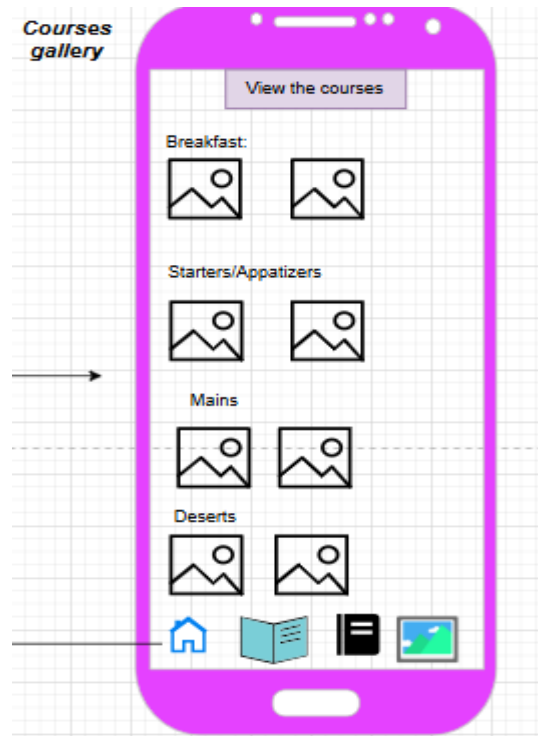 Courses
gallery
View the courses
Breakfast:
Starters/Appatizers
Mains
Deserts